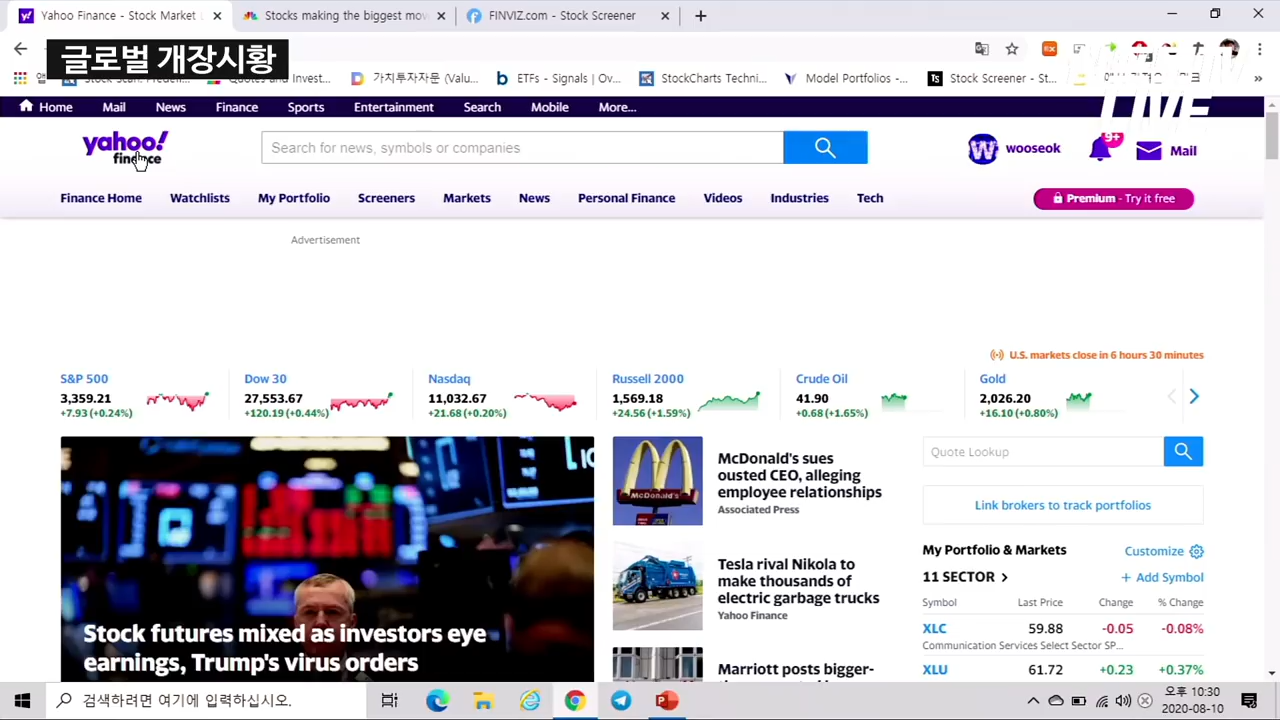 Yahoo Finance - Stock Market
Stocks making the biggest mov
FINVIZ.com - Stock Screener
글로벌 개장시황
LIVE
Stock Scan, Predefi
Quotes and Invest...
가치투자자문 (Valu...
ETFs - Signals | Ov...
StockCharts Techni...
Model Portfolios -...
Ts Stock Screener - St...
Home Mail News Finance Sports Entertainment Search Mobile More...
yahoo!
finance
Search for news, symbols or companies
W wooseok
9+
Mail
Finance Home Watchlists My Portfolio Screeners Markets News Personal Finance Videos Industries Tech
Premium - Try it free
Advertisement
U.S. markets close in 6 hours 30 minutes
S&P 500 Dow 30 Nasdaq Russell 2000 Crude Oil Gold
3,359.21 27,553.67 11,032.67 1,569.18 41.90 2,026.20
+7.93 (+0.24%) +120.19 (+0.44%) +21.68 (+0.20%) +24.56 (+1.59%) +0.68 (+1.65%) +16.10 (+0.80%)
Stock futures mixed as investors eye
earnings, Trump's virus orders
McDonald's
McDonald's sues
ousted CEO, alleging
employee relationships
Associated Press
Tesla rival Nikola to
make thousands of
electric garbage trucks
Yahoo Finance
Marriott posts bigger-
Quote Lookup
Link brokers to track portfolios
My Portfolio & Markets Customize
11 SECTOR > + Add Symbol
Symbol Last Price Change % Change
XLC 59.88 -0.05 -0.08%
Communication Services Select Sector SP...
XLU 61.72 +0.23 +0.37%
검색하려면 여기에 입력하십시오.
오후 10:30
2020-08-10